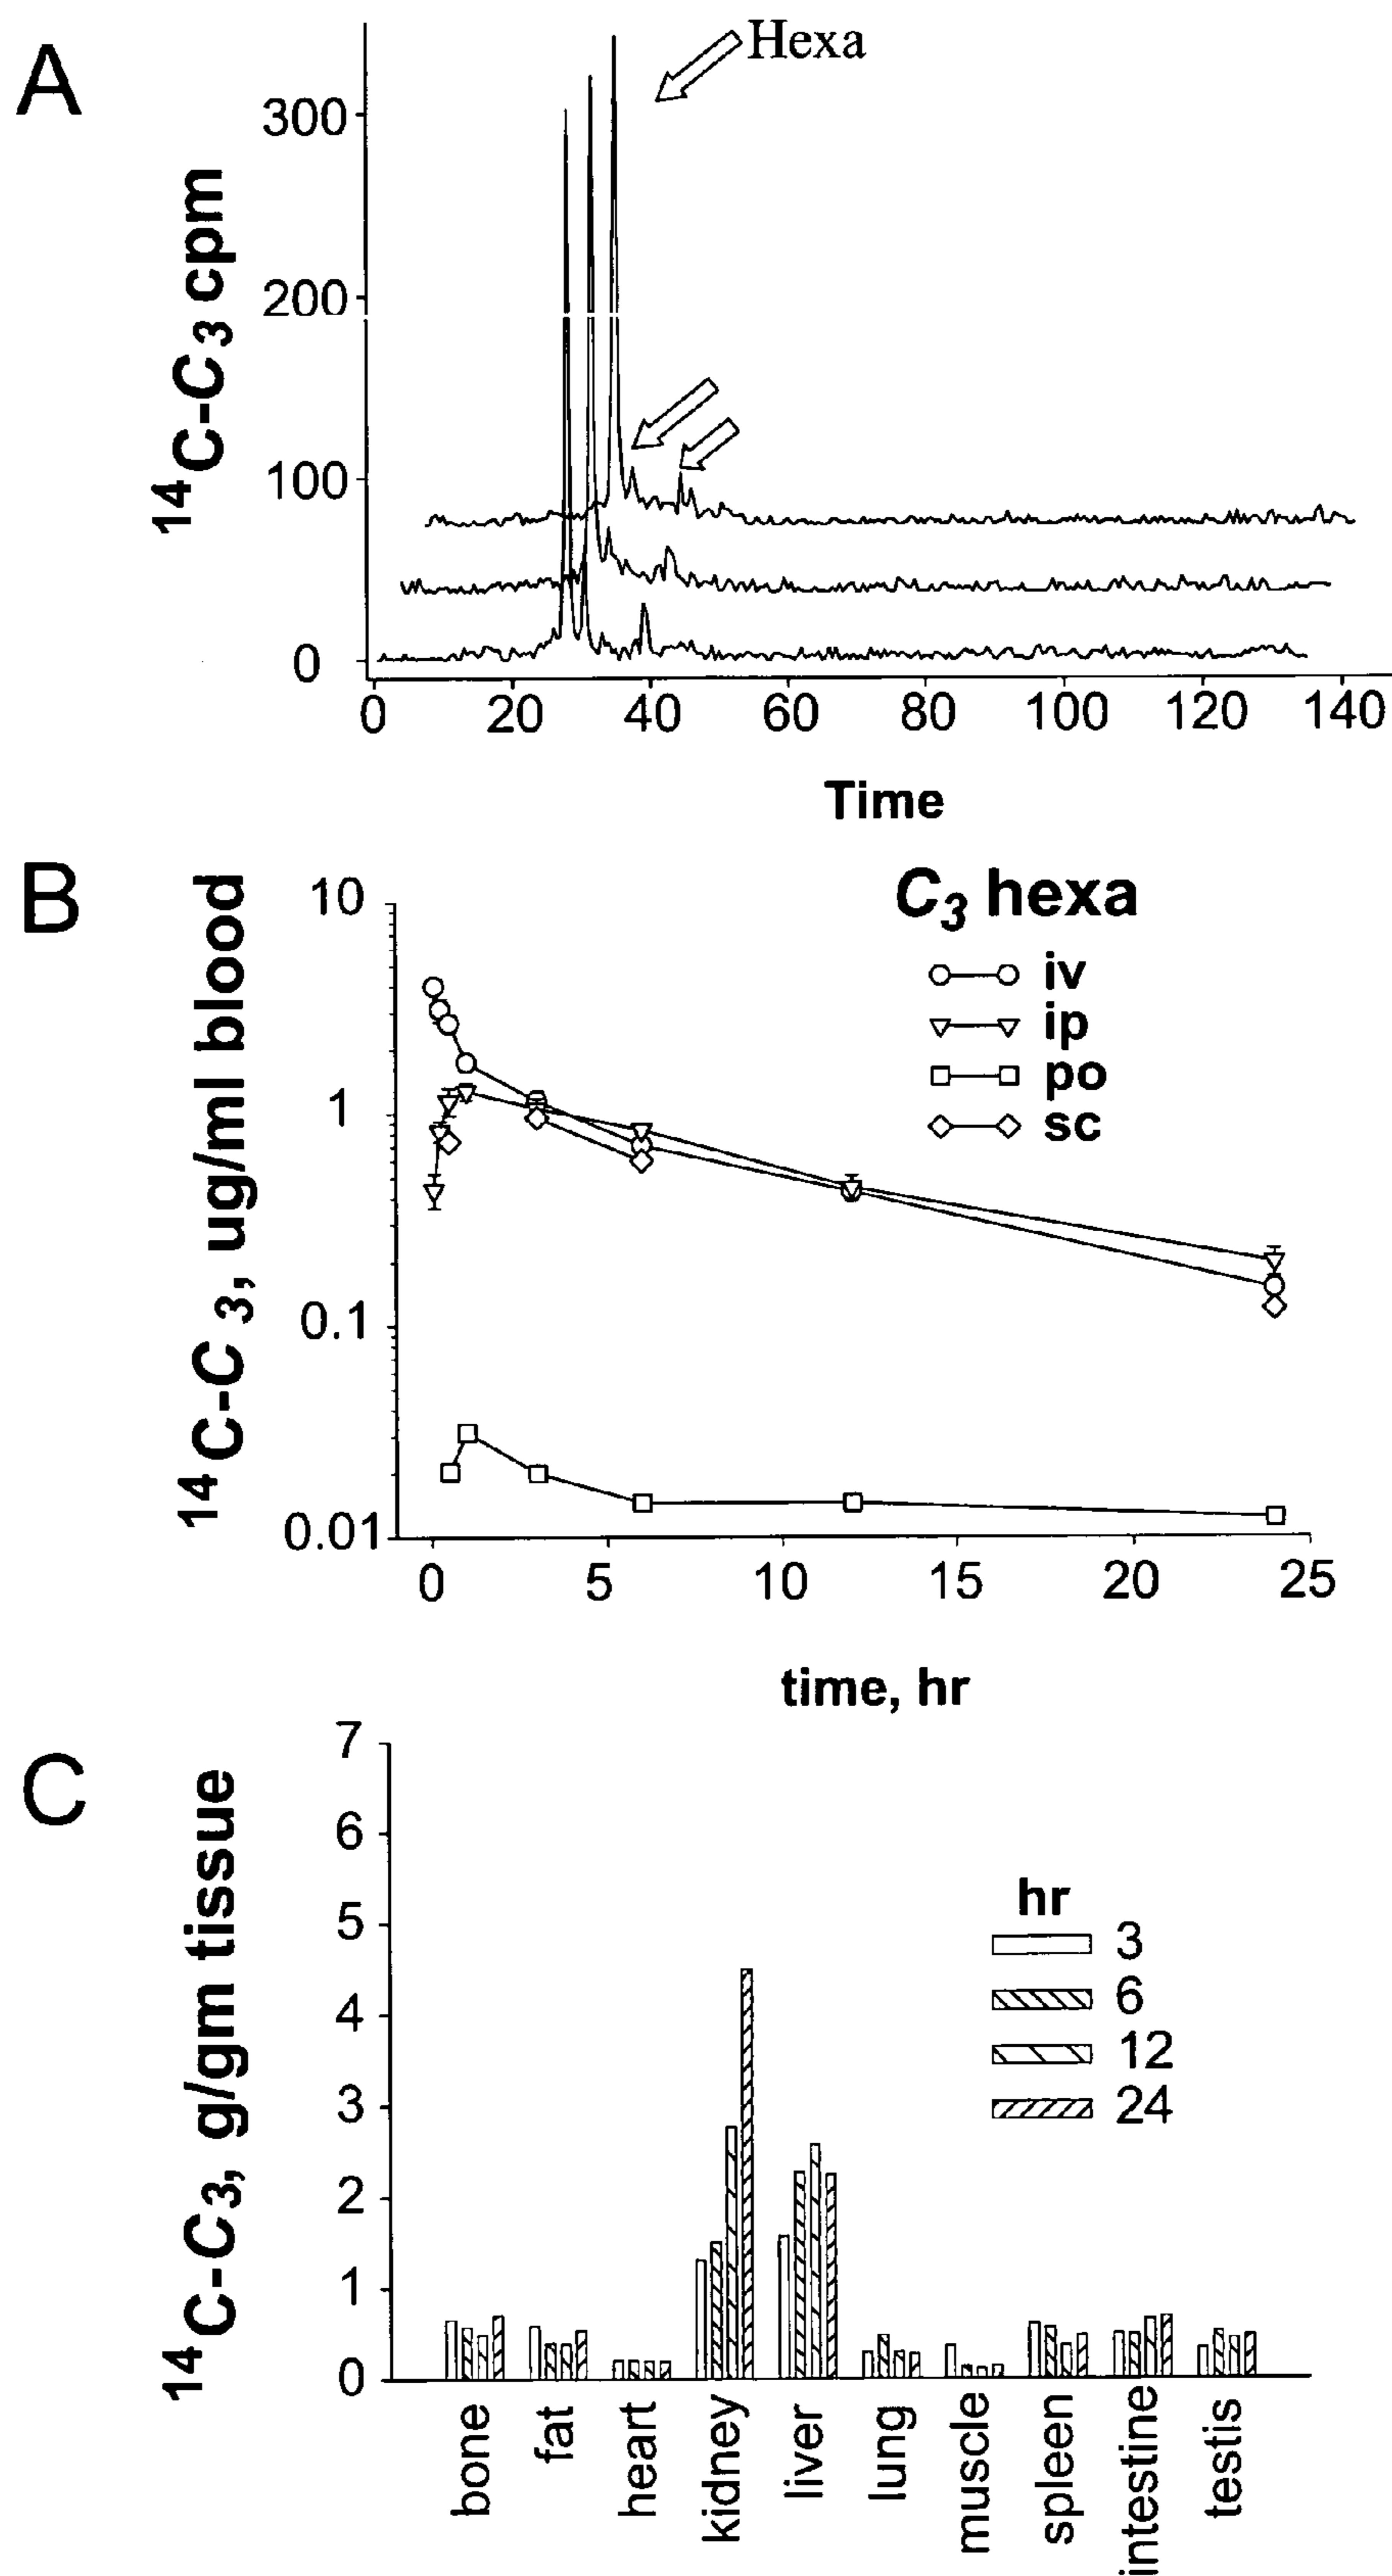 A
Hexa
¹⁴C-C₃ cpm
300
200
100
0
0 20 40 60 80 100 120 140
Time
B
¹⁴C-C₃, ug/ml blood
10
1
0.1
0.01
C₃ hexa
iv
ip
po
sc
0 5 10 15 20 25
time, hr
C
¹⁴C-C₃, g/gm tissue
7
6
5
4
3
2
1
0
hr
3
6
12
24
bone
fat
heart
kidney
liver
lung
muscle
spleen
intestine
testis